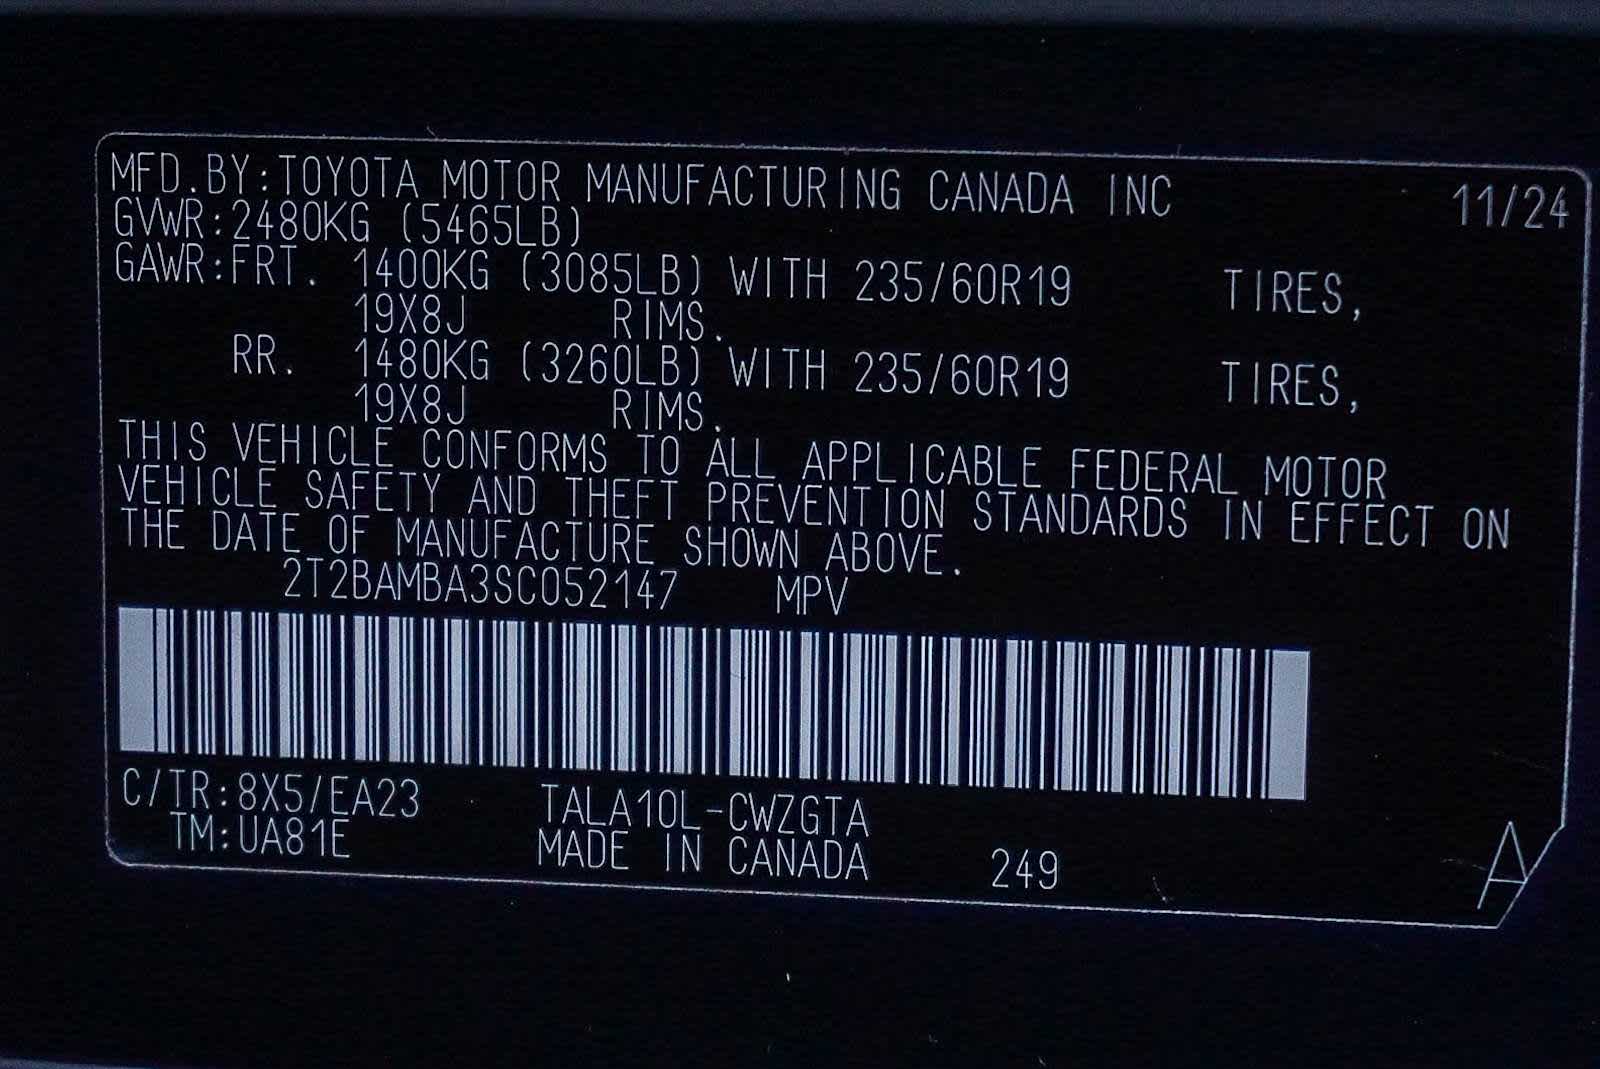 MFD.BY:TOYOTA MOTOR MANUFACTURING CANADA INC 11/24
GVWR:2480KG (5465LB)
GAWR:FRT. 1400KG (3085LB) WITH 235/60R19 TIRES,
19X8J RIMS.
RR. 1480KG (3260LB) WITH 235/60R19 TIRES,
19X8J RIMS.
THIS VEHICLE CONFORMS TO ALL APPLICABLE FEDERAL MOTOR
VEHICLE SAFETY AND THEFT PREVENTION STANDARDS IN EFFECT ON
THE DATE OF MANUFACTURE SHOWN ABOVE.
2T2BAMBA3SC052147 MPV
C/TR:8X5/EA23 TALA10L-CWZGTA
TM:UA81E MADE IN CANADA 249
A